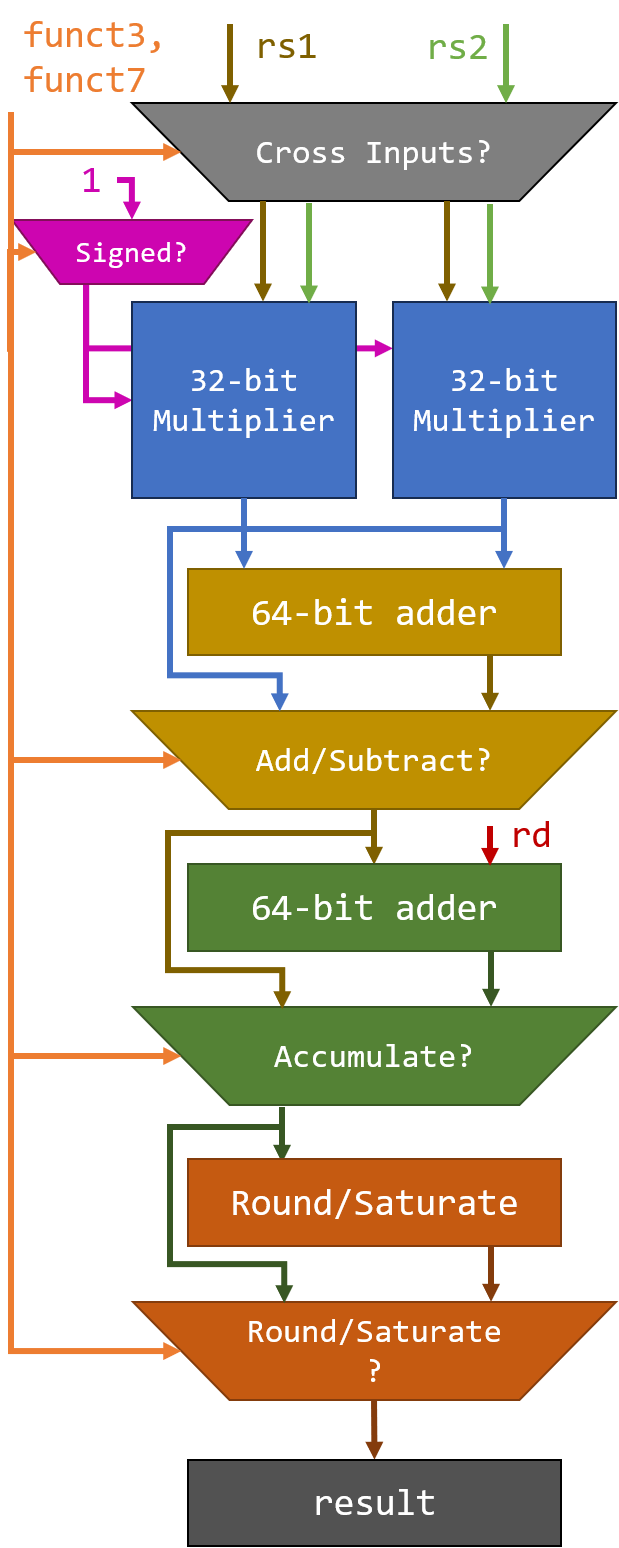 funct3,
funct7
rs1
rs2
Cross Inputs?
1
Signed?
32-bit
Multiplier
32-bit
Multiplier
64-bit adder
Add/Subtract?
rd
64-bit adder
Accumulate?
Round/Saturate
Round/Saturate
?
result